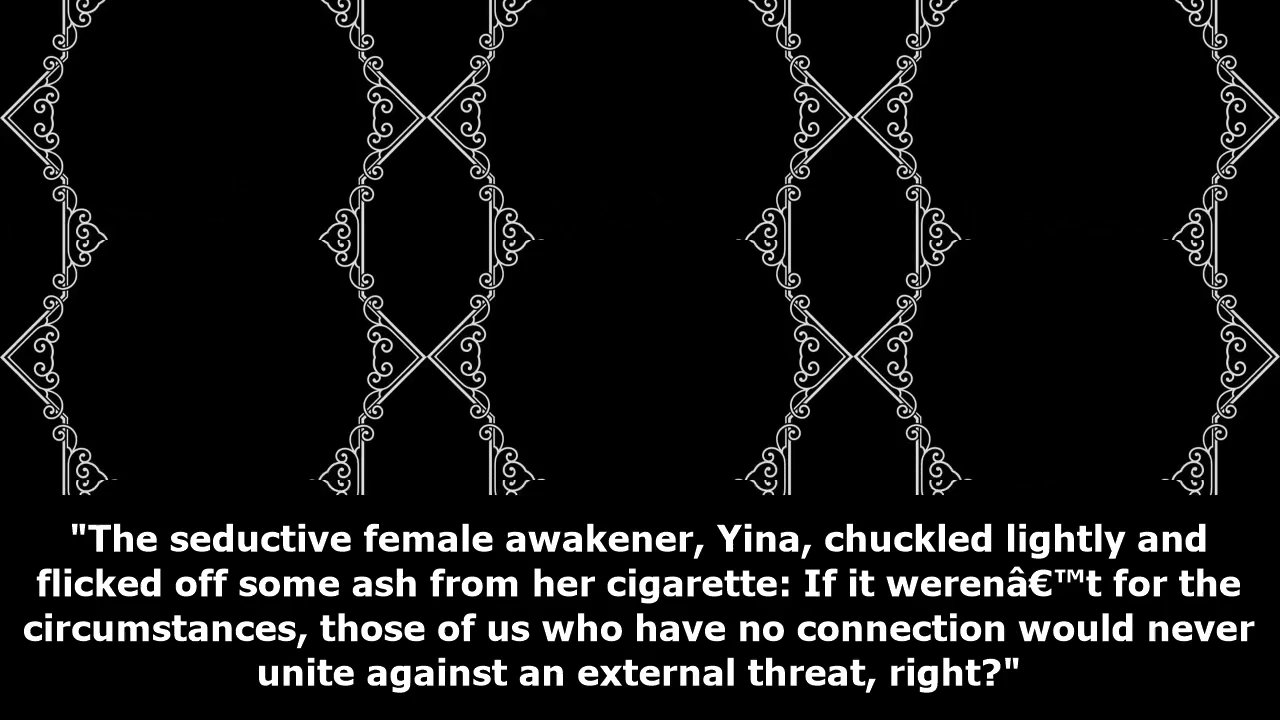 "The seductive female awakener, Yina, chuckled lightly and
flicked off some ash from her cigarette: If it werenâ€™t for the
circumstances, those of us who have no connection would never
unite against an external threat, right?"